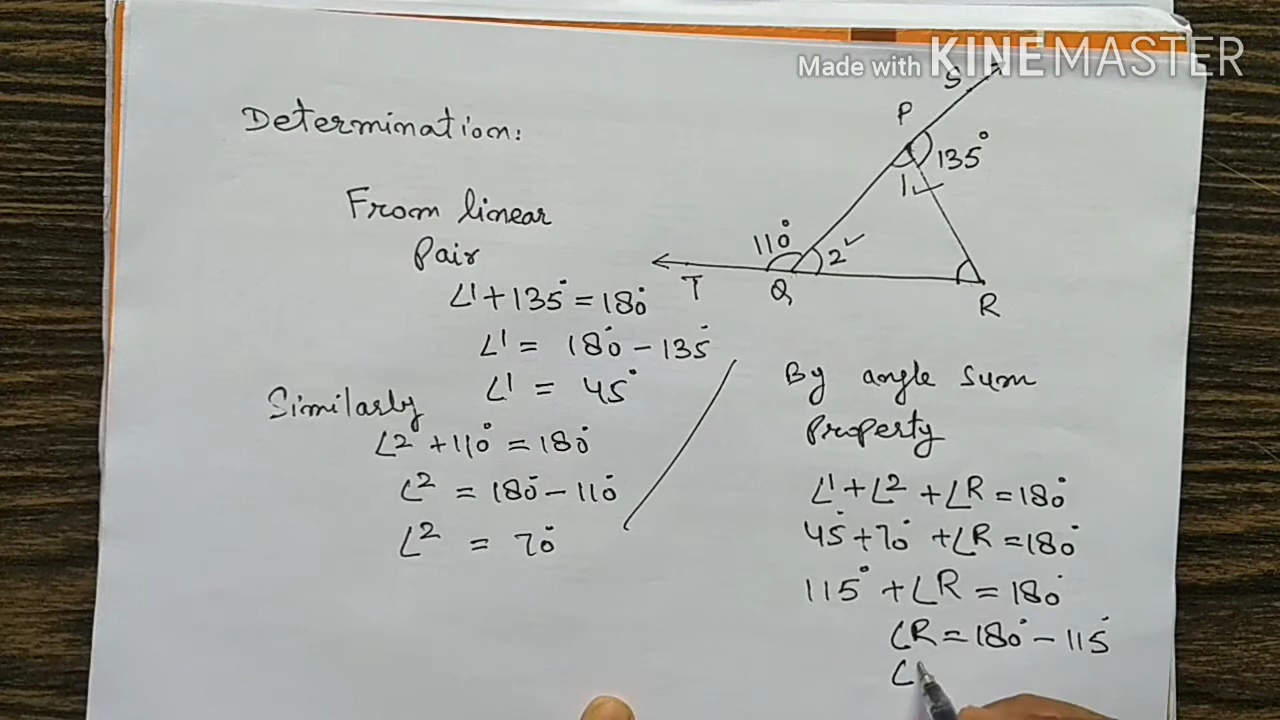 Made with KINEMASTER
Determination:
S
P
135°
1
110°
2
T
Q
R
From linear
Pair
∠1 + 135° = 180°
∠1 = 180° - 135°
∠1 = 45°
Similarly
∠2 + 110° = 180°
∠2 = 180° - 110°
∠2 = 70°
By angle sum
Property
∠1 + ∠2 + ∠R = 180°
45° + 70° + ∠R = 180°
115° + ∠R = 180°
∠R = 180° - 115°
∠